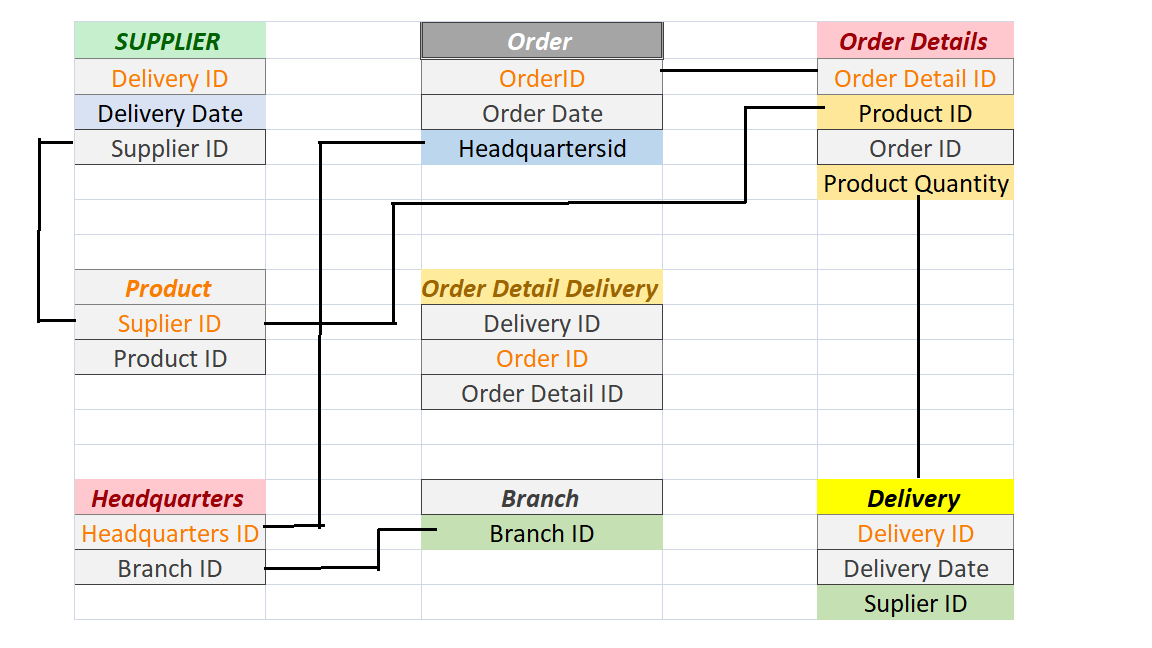 SUPPLIER
Delivery ID
Delivery Date
Supplier ID
Order
OrderID
Order Date
Headquartersid
Order Details
Order Detail ID
Product ID
Order ID
Product Quantity
Product
Suplier ID
Product ID
Order Detail Delivery
Delivery ID
Order ID
Order Detail ID
Headquarters
Headquarters ID
Branch ID
Branch
Branch ID
Delivery
Delivery ID
Delivery Date
Suplier ID